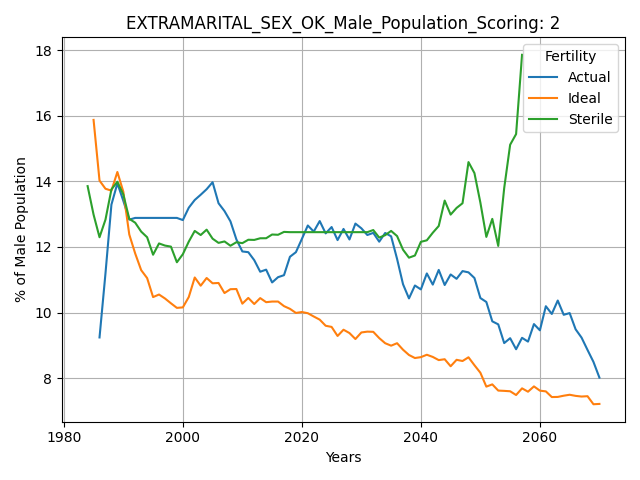 EXTRAMARITAL_SEX_OK_Male_Population_Scoring: 2
18
16
14
12
10
8
% of Male Population
Fertility
Actual
Ideal
Sterile
1980
2000
2020
2040
2060
Years